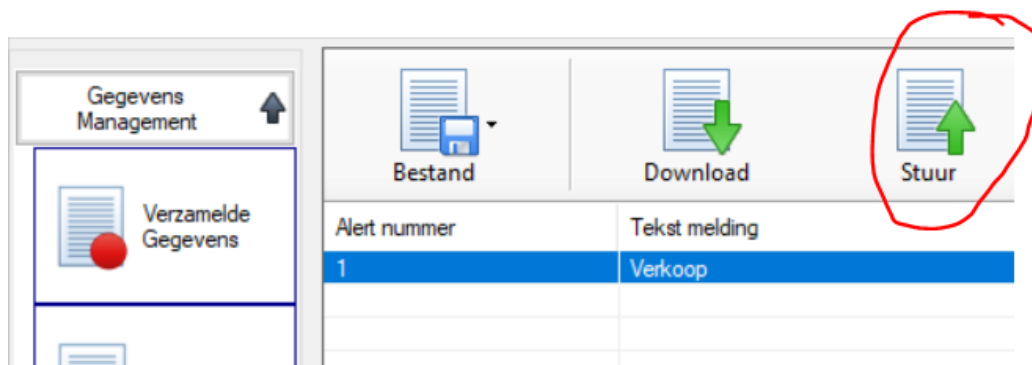 Gegevens
Management
Bestand
Download
Stuur
Verzamelde
Gegevens
Alert nummer
Tekst melding
1
Verkoop